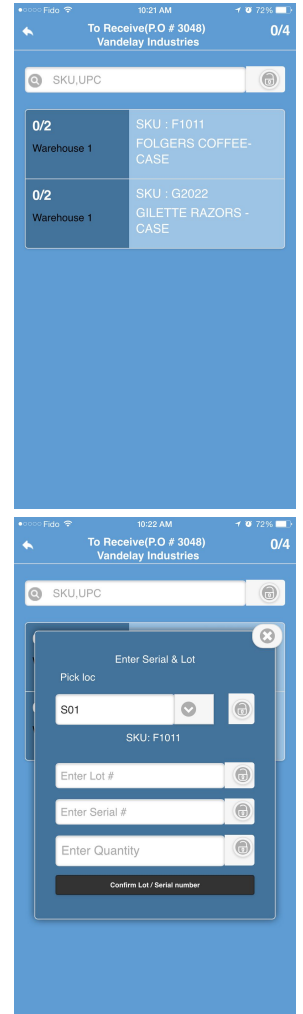 Fido 10:21 AM 72%
To Receive(P.O # 3048) 0/4
Vandelay Industries
SKU,UPC
0/2 SKU : F1011
Warehouse 1 FOLGERS COFFEE-
CASE
0/2 SKU : G2022
Warehouse 1 GILETTE RAZORS -
CASE
Fido 10:22 AM 72%
To Receive(P.O # 3048) 0/4
Vandelay Industries
SKU,UPC
Enter Serial & Lot
Pick loc
S01
SKU: F1011
Enter Lot #
Enter Serial #
Enter Quantity
Confirm Lot / Serial number